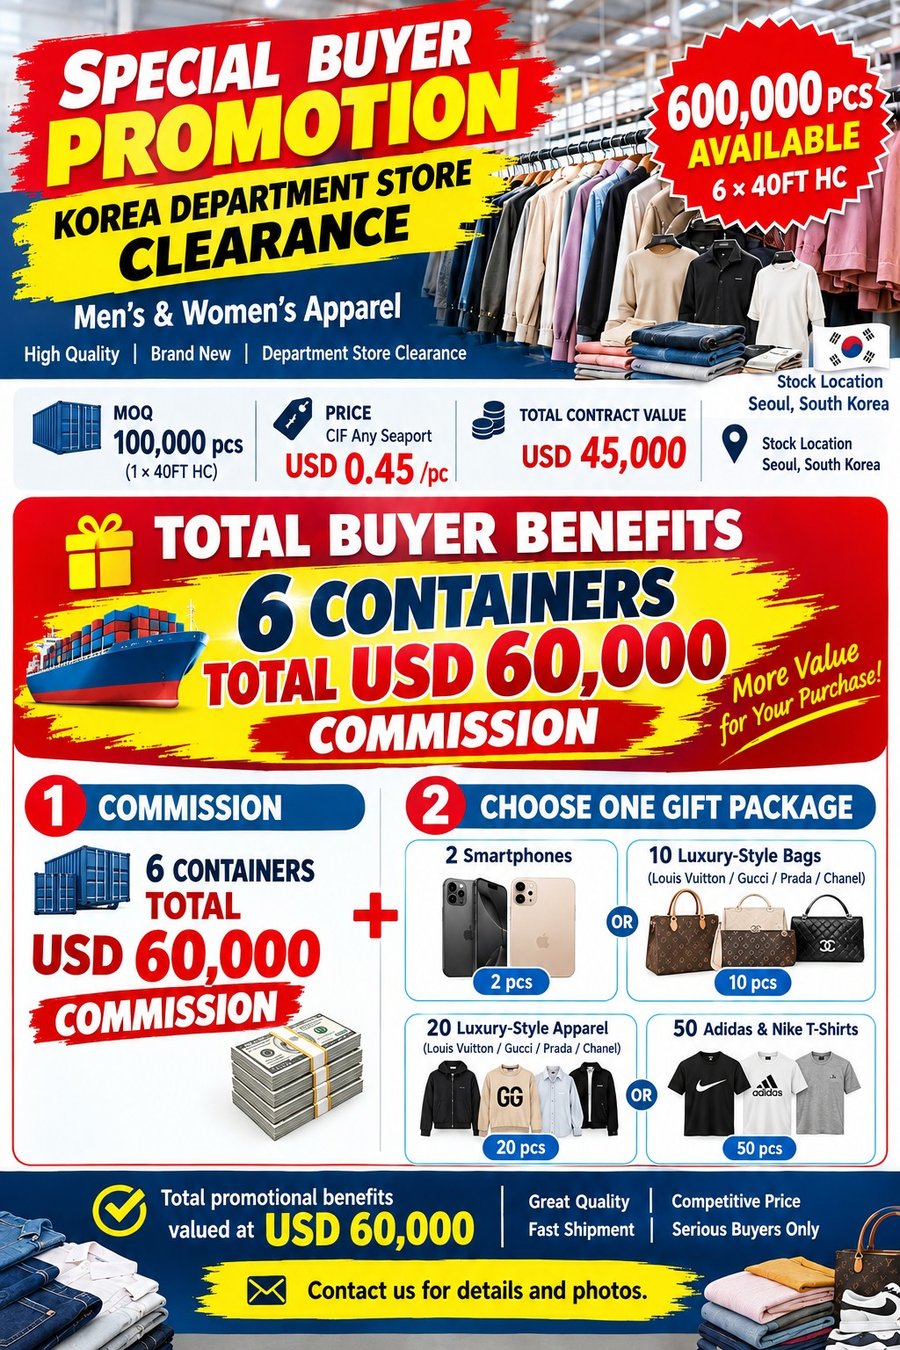 SPECIAL BUYER
PROMOTION
KOREA DEPARTMENT STORE
CLEARANCE
Men's & Women's Apparel
High Quality | Brand New | Department Store Clearance
600,000 PCS
AVAILABLE
6 × 40FT HC
Stock Location
Seoul, South Korea
MOQ
100,000 pcs
(1 × 40FT HC)
PRICE
CIF Any Seaport
USD 0.45 /pc
TOTAL CONTRACT VALUE
USD 45,000
Stock Location
Seoul, South Korea
TOTAL BUYER BENEFITS
6 CONTAINERS
TOTAL USD 60,000
COMMISSION
More Value
for Your Purchase!
1 COMMISSION
6 CONTAINERS
TOTAL
USD 60,000
COMMISSION
+
2 CHOOSE ONE GIFT PACKAGE
2 Smartphones
2 pcs
OR
10 Luxury-Style Bags
(Louis Vuitton / Gucci / Prada / Chanel)
10 pcs
20 Luxury-Style Apparel
(Louis Vuitton / Gucci / Prada / Chanel)
GG
20 pcs
OR
50 Adidas & Nike T-Shirts
adidas
50 pcs
Total promotional benefits
valued at USD 60,000
Great Quality
Fast Shipment
Competitive Price
Serious Buyers Only
Contact us for details and photos.